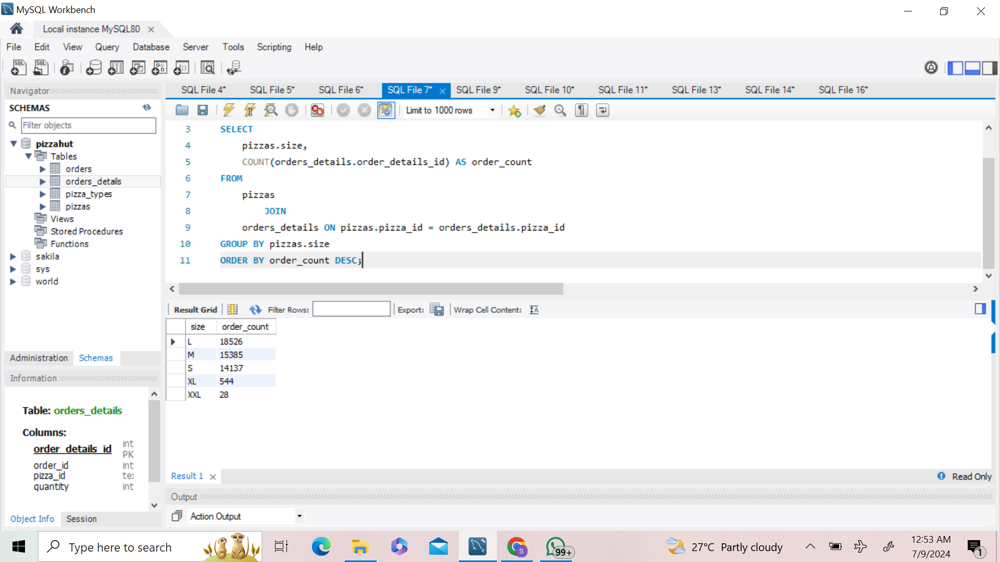 MySQL Workbench
Local instance MySQL80
File Edit View Query Database Server Tools Scripting Help
Navigator
SCHEMAS
Filter objects
pizzahut
Tables
orders
orders_details
pizza_types
pizzas
Views
Stored Procedures
Functions
sakila
sys
world
Administration Schemas
Information
Table: orders_details
Columns:
order_details_id int PK
order_id int
pizza_id te
quantity int
Object Info Session
SQL File 4* SQL File 5* SQL File 6* SQL File 7* SQL File 9* SQL File 10* SQL File 11* SQL File 13* SQL File 14* SQL File 16*
Limit to 1000 rows
3 SELECT
4 pizzas.size,
5 COUNT(orders_details.order_details_id) AS order_count
6 FROM
7 pizzas
8 JOIN
9 orders_details ON pizzas.pizza_id = orders_details.pizza_id
10 GROUP BY pizzas.size
11 ORDER BY order_count DESC;
Result Grid Filter Rows: Export: Wrap Cell Content:
size order_count
L 18526
M 15385
S 14137
XL 544
XXL 28
Result 1 Read Only
Output
Action Output
Type here to search
S
99+
27°C Partly cloudy
12:53 AM
7/9/2024
1